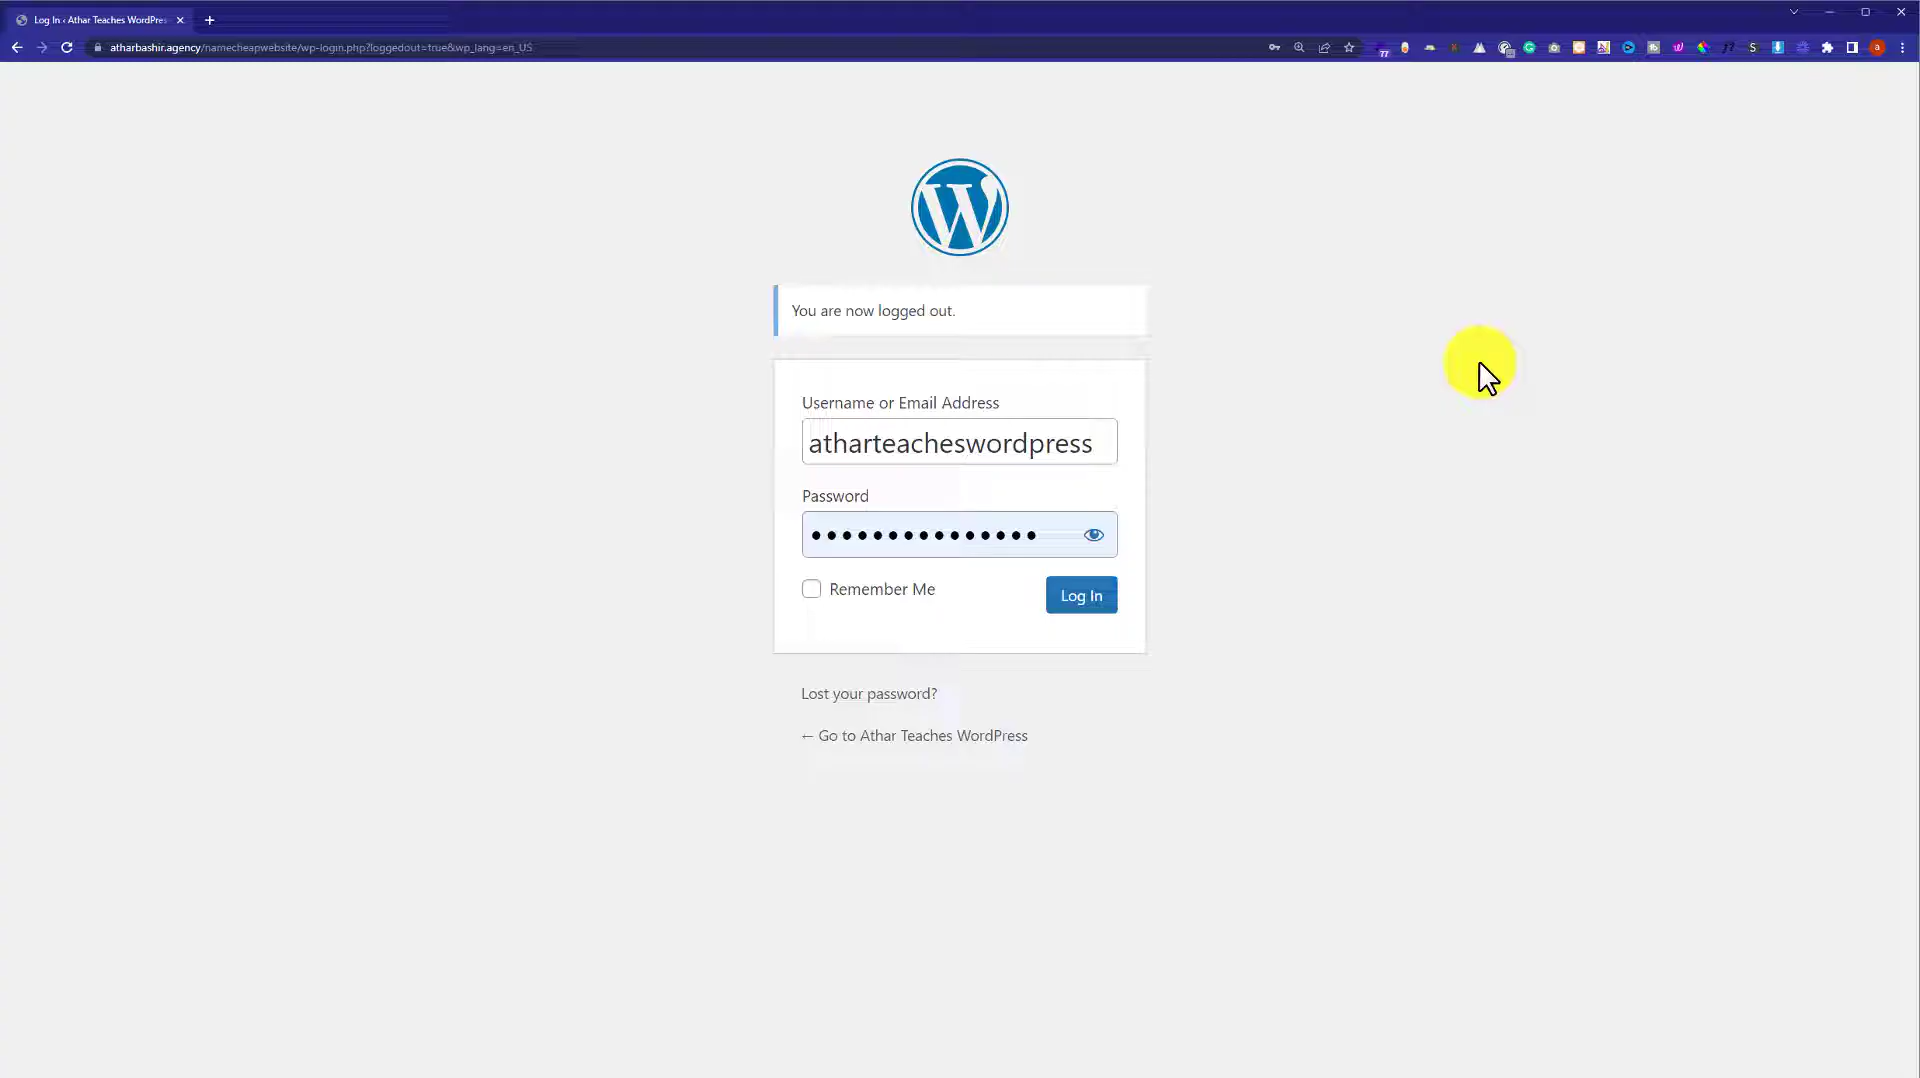 Log In ‹ Athar Teaches WordPres
atharbashir.agency/namecheapwebsite/wp-login.php?loggedout=true&wp_lang=en_US
You are now logged out.
Username or Email Address
atharteacheswordpress
Password
Remember Me
Log In
Lost your password?
← Go to Athar Teaches WordPress